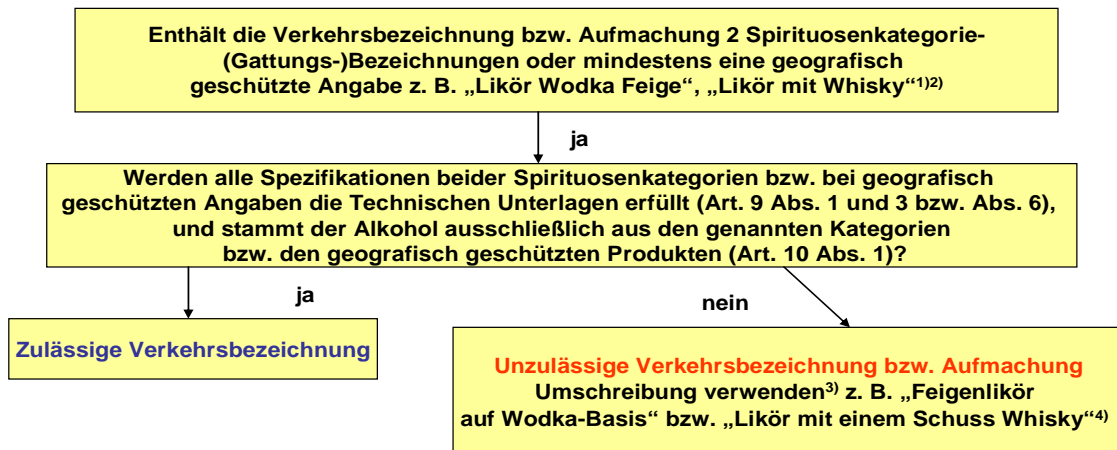 Enthält die Verkehrsbezeichnung bzw. Aufmachung 2 Spirituosenkategorie-
(Gattungs-)Bezeichnungen oder mindestens eine geografisch
geschützte Angabe z. B. „Likör Wodka Feige“, „Likör mit Whisky“1)2)
ja
Werden alle Spezifikationen beider Spirituosenkategorien bzw. bei geografisch
geschützten Angaben die Technischen Unterlagen erfüllt (Art. 9 Abs. 1 und 3 bzw. Abs. 6),
und stammt der Alkohol ausschließlich aus den genannten Kategorien
bzw. den geografisch geschützten Produkten (Art. 10 Abs. 1)?
ja
nein
Zulässige Verkehrsbezeichnung
Unzulässige Verkehrsbezeichnung bzw. Aufmachung
Umschreibung verwenden3) z. B. „Feigenlikör
auf Wodka-Basis“ bzw. „Likör mit einem Schuss Whisky“4)